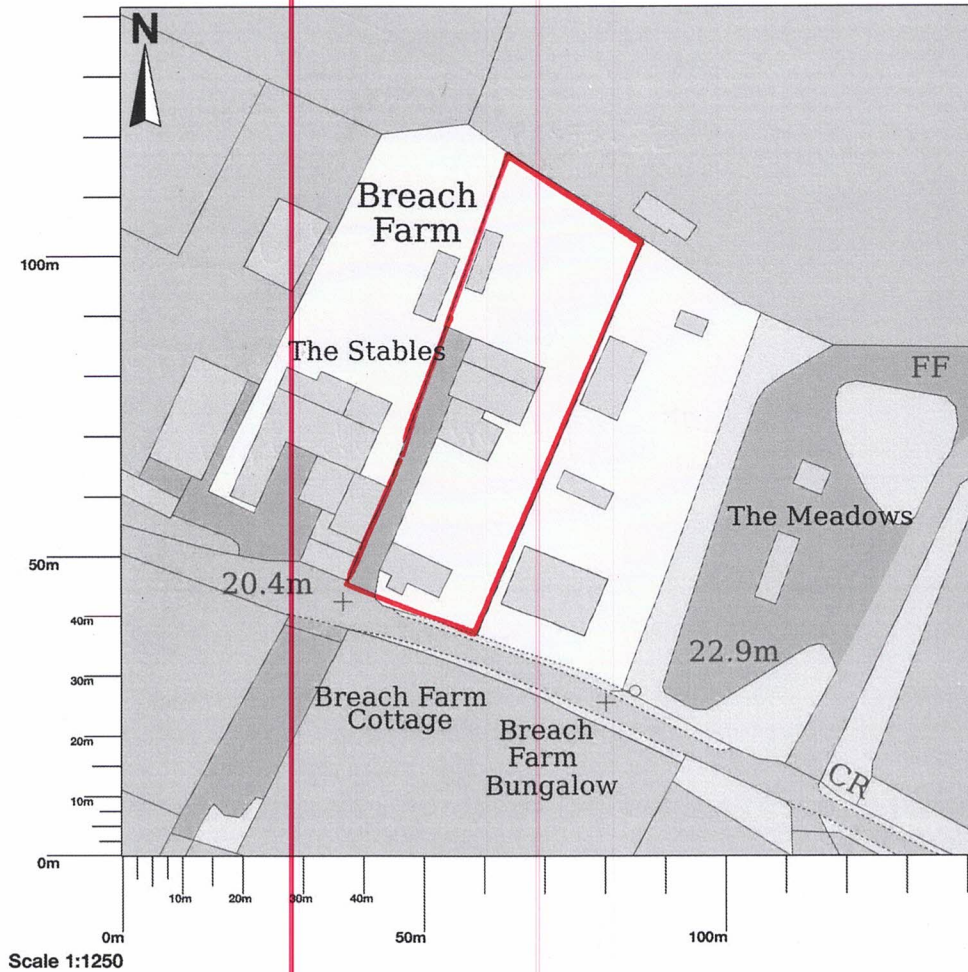 N
Breach
Farm
100m
The Stables
FF
The Meadows
50m
20.4m
40m
22.9m
30m
Breach Farm
Cottage
Breach
Farm
Bungalow
20m
CR
10m
0m
10m
20m
30m
40m
0m
50m
100m
Scale 1:1250